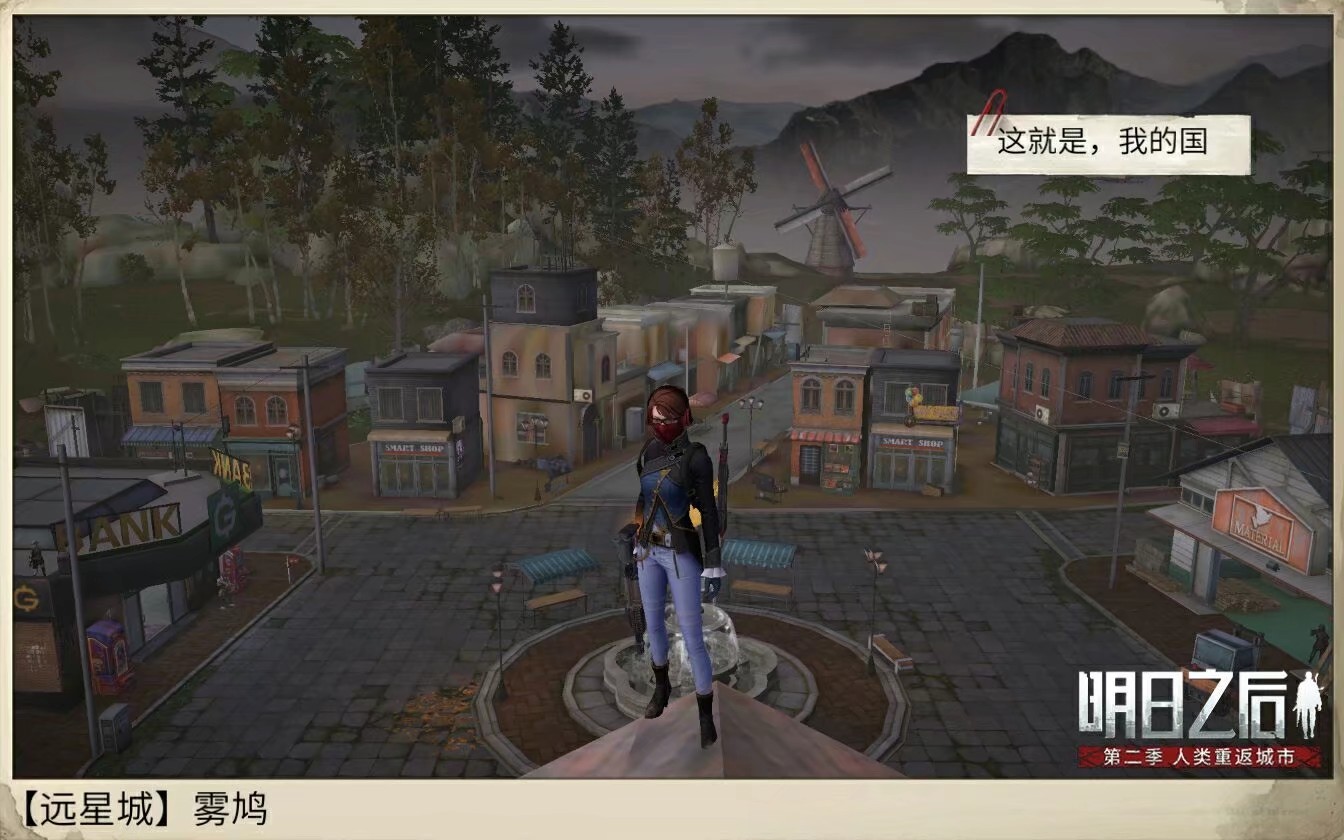 这就是，我的国
SMART SHOP
SMART SHOP
BANK
BANK
MATERIAL
明日之后
第二季 人类重返城市
【远星城】雾鸠